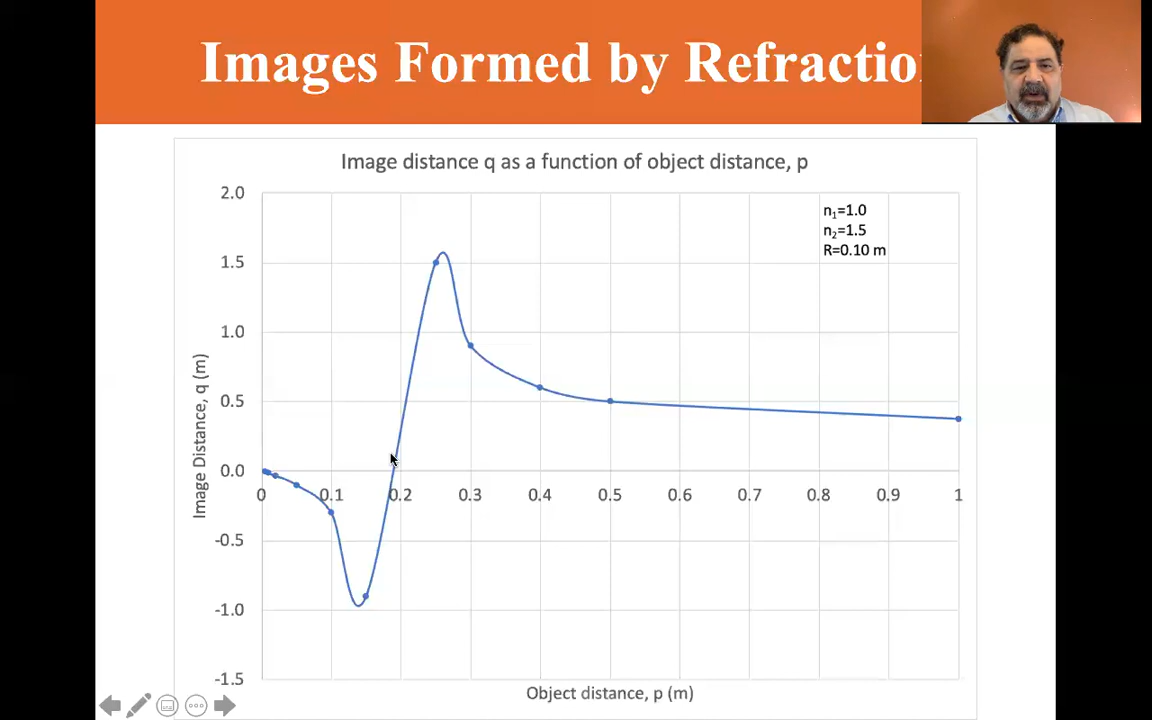 Images Formed by Refractio
Image distance q as a function of object distance, p
n₁=1.0
n₂=1.5
R=0.10 m
2.0
1.5
1.0
0.5
0.0
-0.5
-1.0
-1.5
0 0.1 0.2 0.3 0.4 0.5 0.6 0.7 0.8 0.9 1
Image Distance, q (m)
Object distance, p (m)